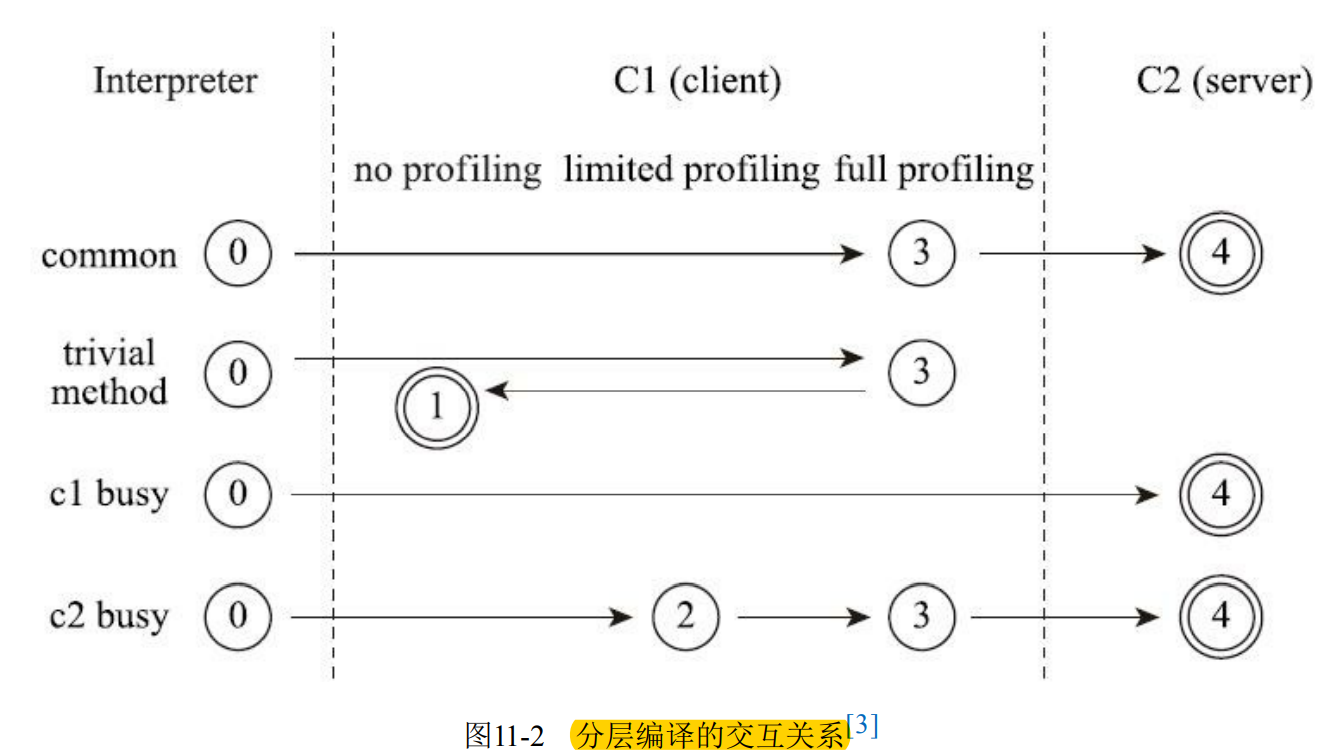 Interpreter C1 (client) C2 (server)
no profiling limited profiling full profiling
common 0 3 4
trivial
method 0 3
1
c1 busy 0 4
c2 busy 0 2 3 4
图11-2 分层编译的交互关系[3]